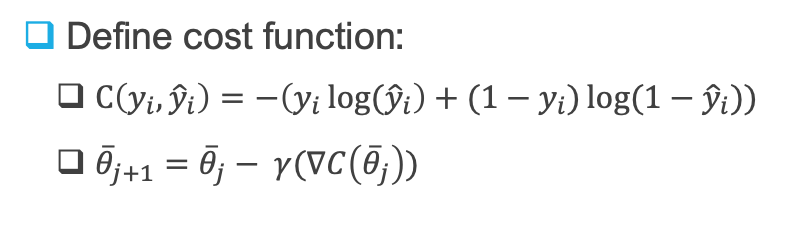 ❑ Define cost function:
❑ C(yᵢ, ŷᵢ) = −(yᵢ log(ŷᵢ) + (1 − yᵢ) log(1 − ŷᵢ))
❑ θ̄ⱼ₊₁ = θ̄ⱼ − γ(∇C(θ̄ⱼ))